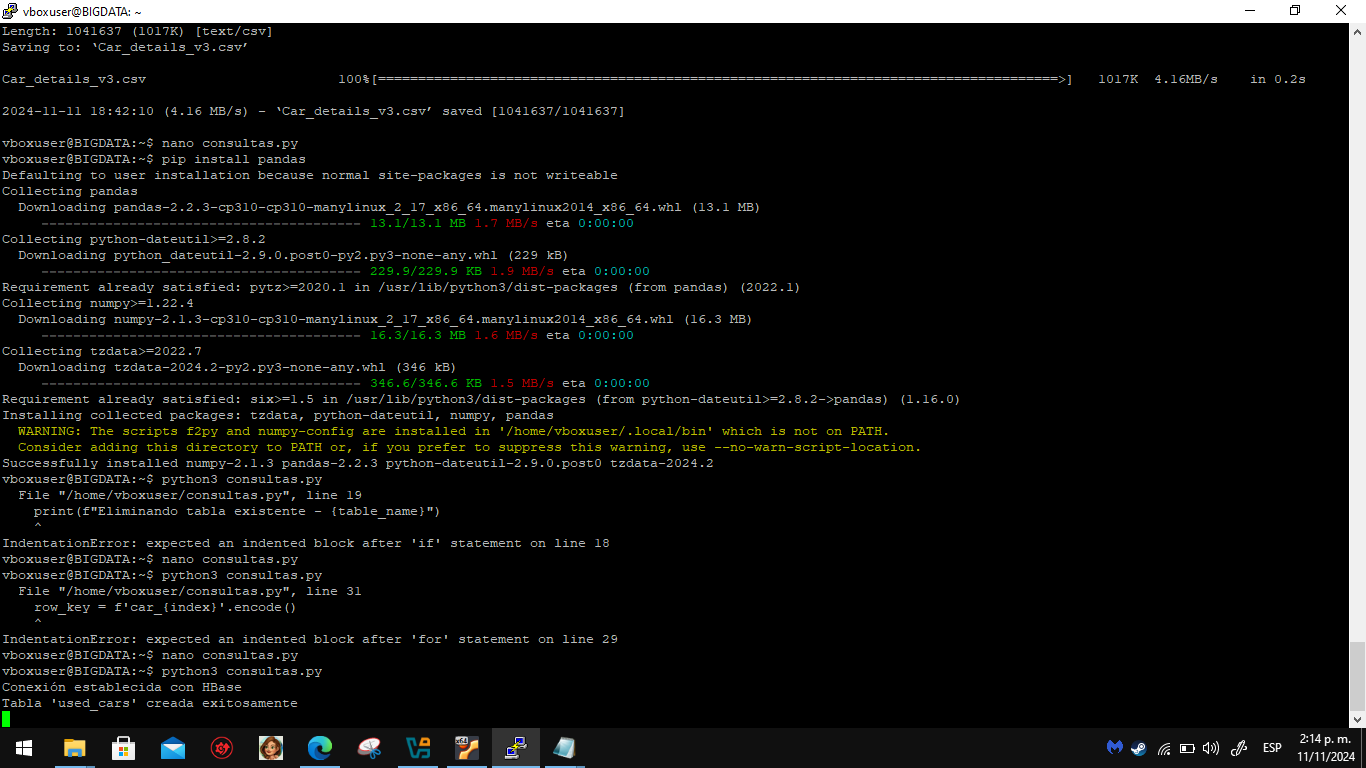 vboxuser@BIGDATA: ~
Length: 1041637 (1017K) [text/csv]
Saving to: ‘Car_details_v3.csv’
Car_details_v3.csv 100%[=====================================================================================>] 1017K 4.16MB/s in 0.2s
2024-11-11 18:42:10 (4.16 MB/s) - ‘Car_details_v3.csv’ saved [1041637/1041637]
vboxuser@BIGDATA:~$ nano consultas.py
vboxuser@BIGDATA:~$ pip install pandas
Defaulting to user installation because normal site-packages is not writeable
Collecting pandas
  Downloading pandas-2.2.3-cp310-cp310-manylinux_2_17_x86_64.manylinux2014_x86_64.whl (13.1 MB)
     ---------------------------------------- 13.1/13.1 MB 1.7 MB/s eta 0:00:00
Collecting python-dateutil>=2.8.2
  Downloading python_dateutil-2.9.0.post0-py2.py3-none-any.whl (229 kB)
     ---------------------------------------- 229.9/229.9 KB 1.9 MB/s eta 0:00:00
Requirement already satisfied: pytz>=2020.1 in /usr/lib/python3/dist-packages (from pandas) (2022.1)
Collecting numpy>=1.22.4
  Downloading numpy-2.1.3-cp310-cp310-manylinux_2_17_x86_64.manylinux2014_x86_64.whl (16.3 MB)
     ---------------------------------------- 16.3/16.3 MB 1.6 MB/s eta 0:00:00
Collecting tzdata>=2022.7
  Downloading tzdata-2024.2-py2.py3-none-any.whl (346 kB)
     ---------------------------------------- 346.6/346.6 KB 1.5 MB/s eta 0:00:00
Requirement already satisfied: six>=1.5 in /usr/lib/python3/dist-packages (from python-dateutil>=2.8.2->pandas) (1.16.0)
Installing collected packages: tzdata, python-dateutil, numpy, pandas
  WARNING: The scripts f2py and numpy-config are installed in '/home/vboxuser/.local/bin' which is not on PATH.
  Consider adding this directory to PATH or, if you prefer to suppress this warning, use --no-warn-script-location.
Successfully installed numpy-2.1.3 pandas-2.2.3 python-dateutil-2.9.0.post0 tzdata-2024.2
vboxuser@BIGDATA:~$ python3 consultas.py
  File "/home/vboxuser/consultas.py", line 19
    print(f"Eliminando tabla existente - {table_name}")
    ^
IndentationError: expected an indented block after 'if' statement on line 18
vboxuser@BIGDATA:~$ nano consultas.py
vboxuser@BIGDATA:~$ python3 consultas.py
  File "/home/vboxuser/consultas.py", line 31
    row_key = f'car_{index}'.encode()
    ^
IndentationError: expected an indented block after 'for' statement on line 29
vboxuser@BIGDATA:~$ nano consultas.py
vboxuser@BIGDATA:~$ python3 consultas.py
Conexión establecida con HBase
Tabla 'used_cars' creada exitosamente
ESP
2:14 p. m.
11/11/2024